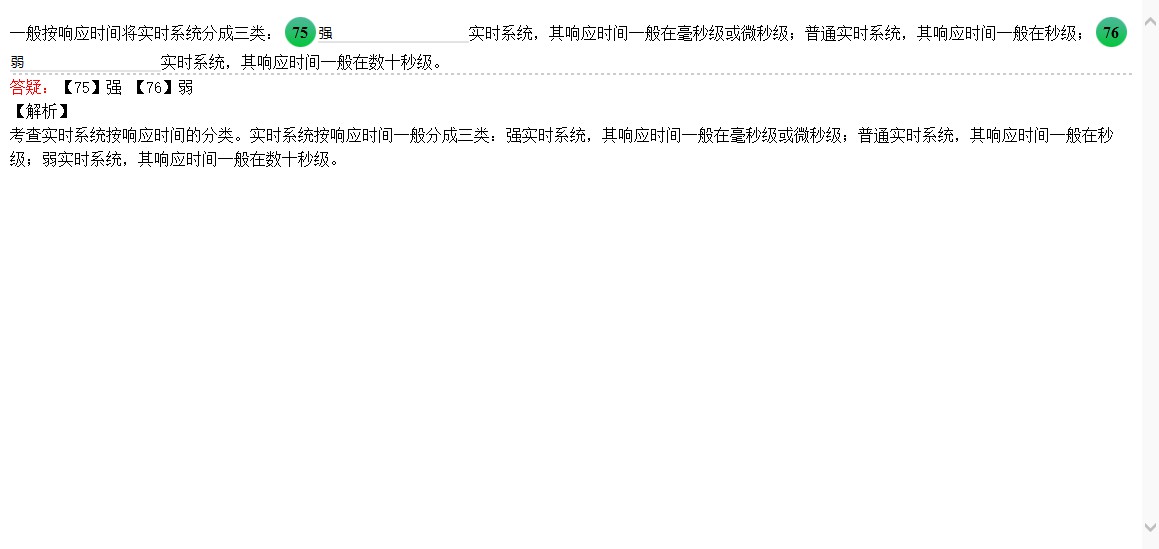 一般按响应时间将实时系统分成三类： 75 强 实时系统，其响应时间一般在毫秒级或微秒级；普通实时系统，其响应时间一般在秒级； 76
弱 实时系统，其响应时间一般在数十秒级。
答疑：【75】强 【76】弱
【解析】
考查实时系统按响应时间的分类。实时系统按响应时间一般分成三类：强实时系统，其响应时间一般在毫秒级或微秒级；普通实时系统，其响应时间一般在秒
级；弱实时系统，其响应时间一般在数十秒级。